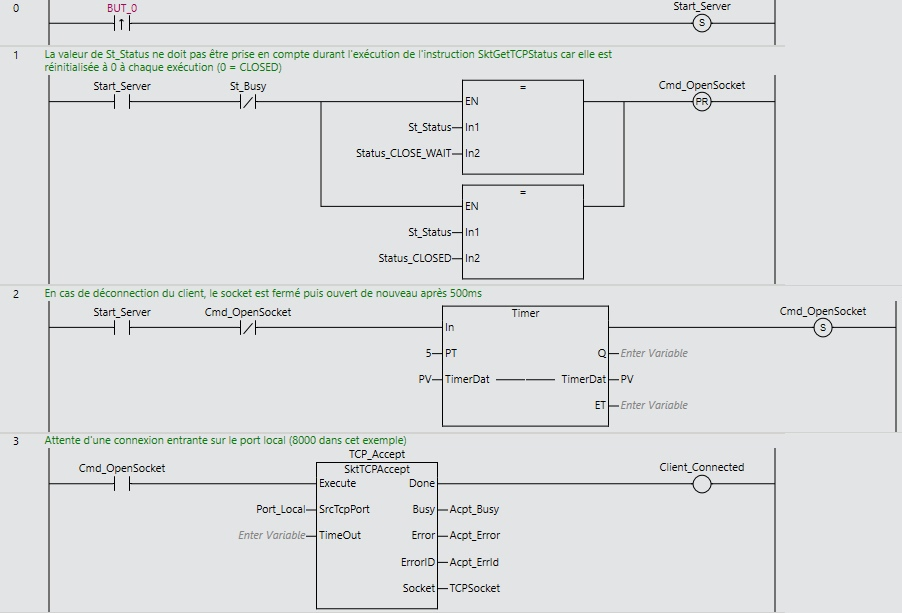 0
BUT_0
Start_Server
S
1
La valeur de St_Status ne doit pas être prise en compte durant l'exécution de l'instruction SktGetTCPStatus car elle est
réinitialisée à 0 à chaque exécution (0 = CLOSED)
Start_Server St_Busy = Cmd_OpenSocket
EN PR
St_Status In1
Status_CLOSE_WAIT In2
=
EN
St_Status In1
Status_CLOSED In2
2
En cas de déconnection du client, le socket est fermé puis ouvert de nouveau après 500ms
Start_Server Cmd_OpenSocket Timer Cmd_OpenSocket
In S
5 PT Q Enter Variable
PV TimerDat TimerDat PV
ET Enter Variable
3
Attente d'une connexion entrante sur le port local (8000 dans cet exemple)
TCP_Accept
Cmd_OpenSocket SktTCPAccept Client_Connected
Execute Done
Port_Local SrcTcpPort Busy Acpt_Busy
Enter Variable TimeOut Error Acpt_Error
ErrorID Acpt_ErrId
Socket TCPSocket